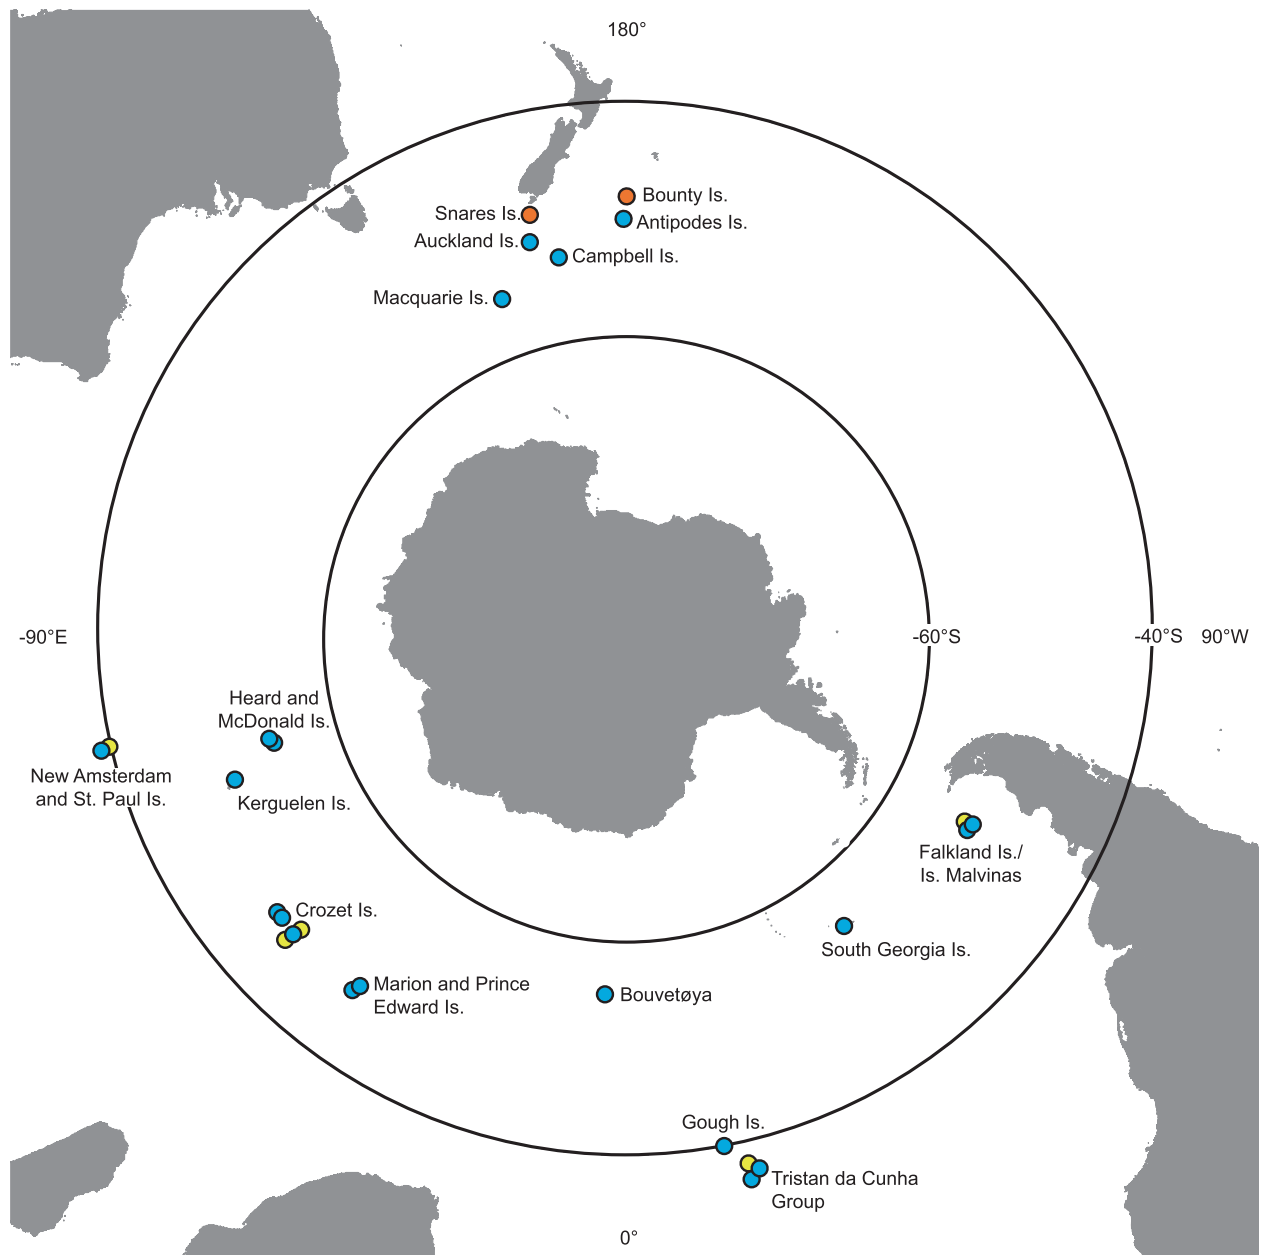 180°
Bounty Is.
Snares Is.
Antipodes Is.
Auckland Is.
Campbell Is.
Macquarie Is.
-90°E
-60°S
-40°S
90°W
Heard and
McDonald Is.
New Amsterdam
and St. Paul Is.
Kerguelen Is.
Falkland Is./
Is. Malvinas
Crozet Is.
South Georgia Is.
Marion and Prince
Edward Is.
Bouvetøya
Gough Is.
Tristan da Cunha
Group
0°